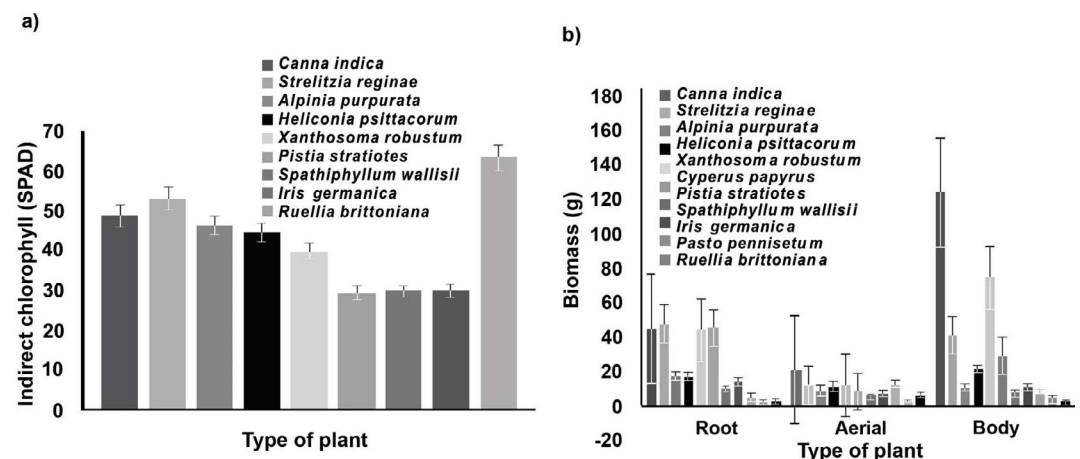 a)
Canna indica
Strelitzia reginae
Alpinia purpurata
Heliconia psittacorum
Xanthosoma robustum
Pistia stratiotes
Spathiphyllum wallisii
Iris germanica
Ruellia brittoniana
Indirect chlorophyll (SPAD)
70
60
50
40
30
20
10
0
Type of plant
b)
Canna indica
Strelitzia reginae
Alpinia purpurata
Heliconia psittacorum
Xanthosoma robustum
Cyperus papyrus
Pistia stratiotes
Spathiphyllum wallisii
Iris germanica
Pasto pennisetum
Ruellia brittoniana
Biomass (g)
180
160
140
120
100
80
60
40
20
0
-20
Root Aerial Body
Type of plant